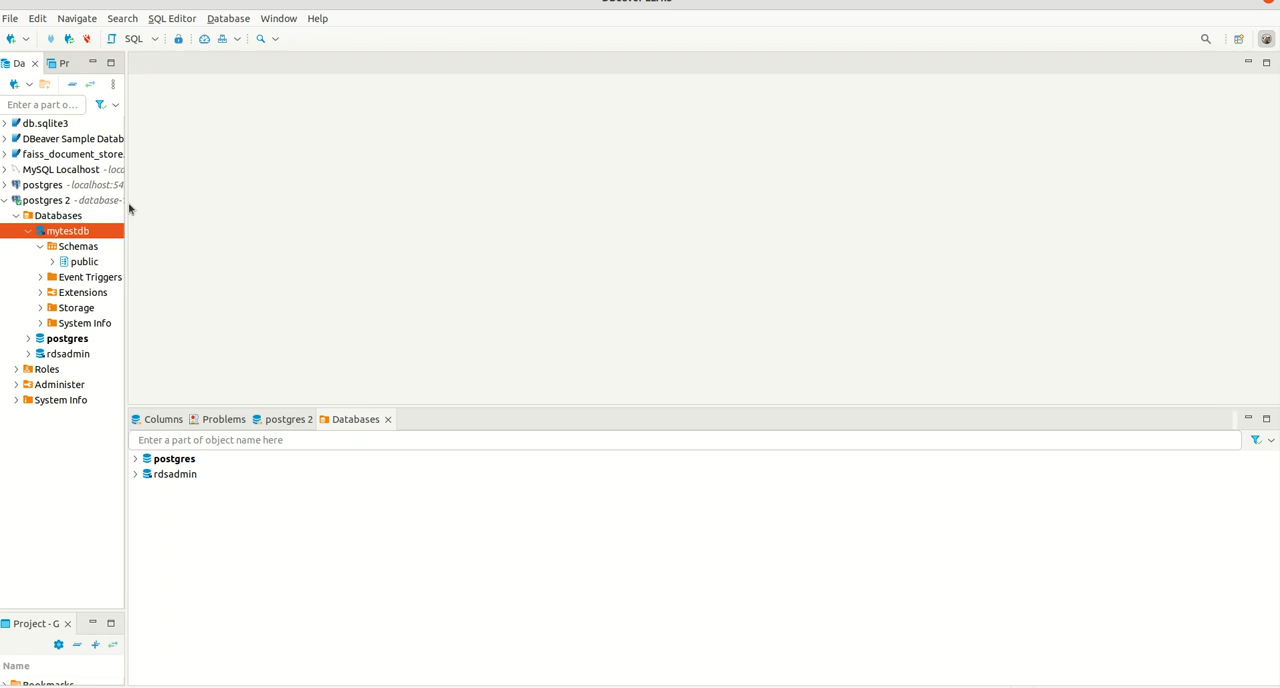 File Edit Navigate Search SQL Editor Database Window Help
SQL
Da Pr
Enter a part o...
db.sqlite3
DBeaver Sample Datab
faiss_document_store.
MySQL Localhost - loca
postgres - localhost:54
postgres 2 - database-
Databases
mytestdb
Schemas
public
Event Triggers
Extensions
Storage
System Info
postgres
rdsadmin
Roles
Administer
System Info
Columns Problems postgres 2 Databases
Enter a part of object name here
postgres
rdsadmin
Project - G
Name
Bookmarks